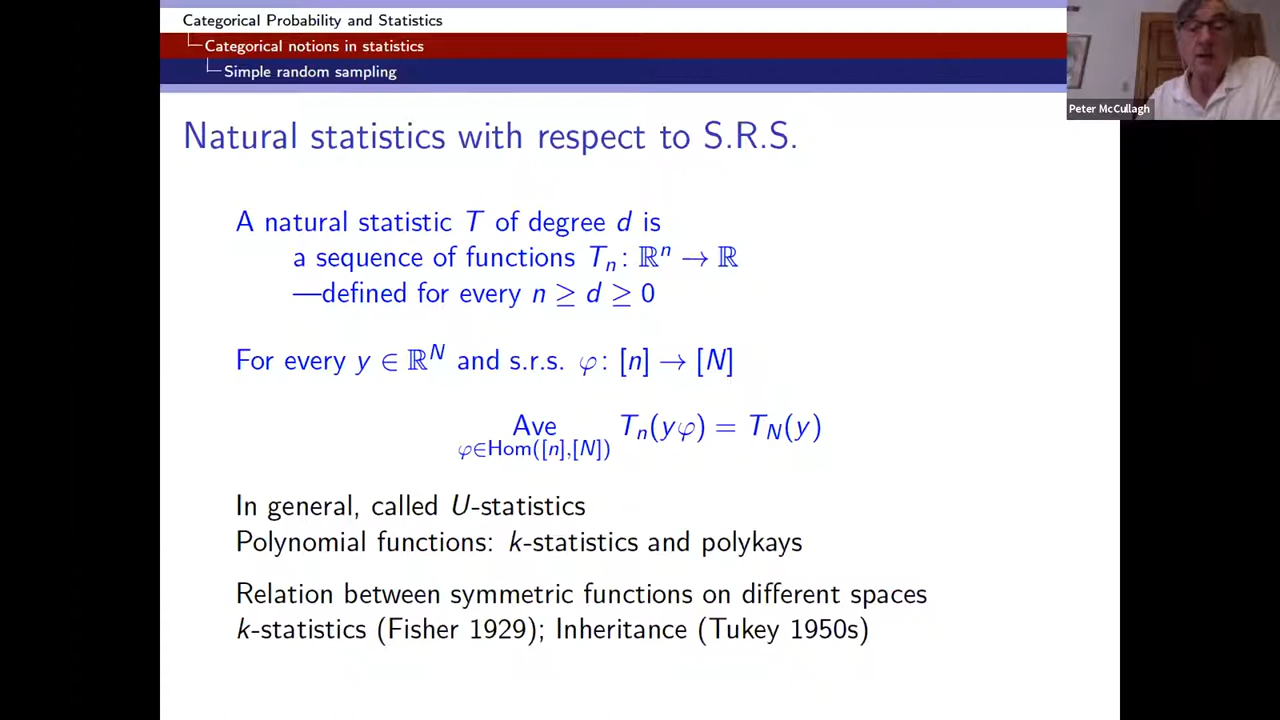 Categorical Probability and Statistics
Categorical notions in statistics
Simple random sampling
Peter McCullagh
Natural statistics with respect to S.R.S.
A natural statistic T of degree d is
a sequence of functions Tₙ : ℝⁿ → ℝ
—defined for every n ≥ d ≥ 0
For every y ∈ ℝᴺ and s.r.s. φ : [n] → [N]
Ave Tₙ(yφ) = T_N(y)
φ∈Hom([n],[N])
In general, called U-statistics
Polynomial functions: k-statistics and polykays
Relation between symmetric functions on different spaces
k-statistics (Fisher 1929); Inheritance (Tukey 1950s)